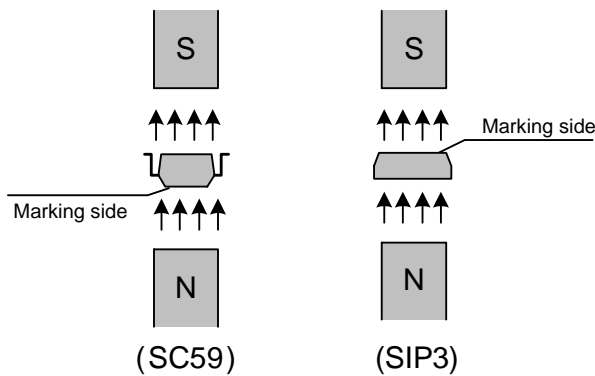 S
S
Marking side
Marking side
N
N
(SC59)
(SIP3)